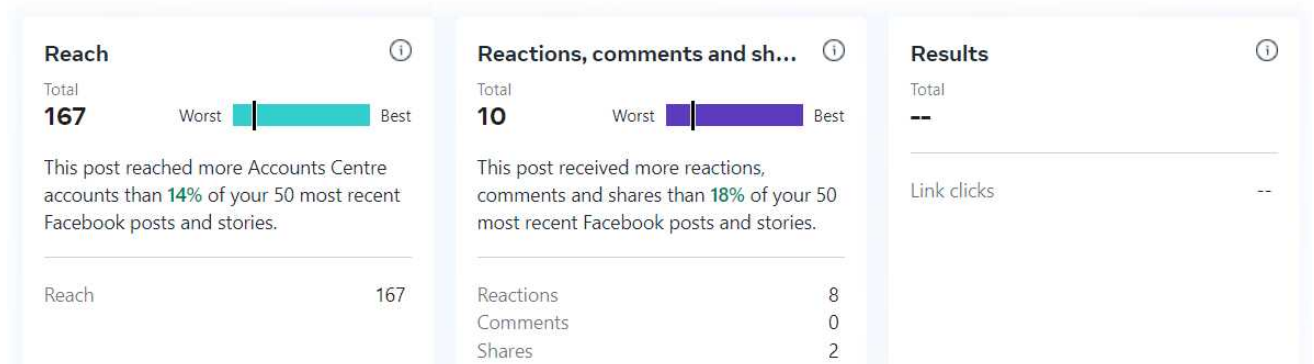 Reach
Total
167
Worst
Best
This post reached more Accounts Centre
accounts than 14% of your 50 most recent
Facebook posts and stories.
Reach 167
Reactions, comments and sh...
Total
10
Worst
Best
This post received more reactions,
comments and shares than 18% of your 50
most recent Facebook posts and stories.
Reactions 8
Comments 0
Shares 2
Results
Total
--
Link clicks --